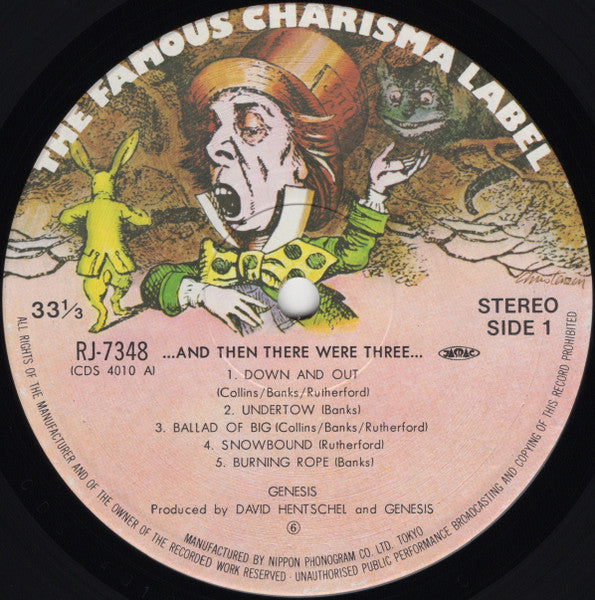 THE FAMOUS CHARISMA LABEL
33⅓
STEREO
SIDE 1
RJ-7348 ...AND THEN THERE WERE THREE... JASRAC
(CDS 4010 A)
1. DOWN AND OUT
(Collins/Banks/Rutherford)
2. UNDERTOW (Banks)
3. BALLAD OF BIG (Collins/Banks/Rutherford)
4. SNOWBOUND (Rutherford)
5. BURNING ROPE (Banks)
GENESIS
Produced by DAVID HENTSCHEL and GENESIS
⑥
MANUFACTURED BY NIPPON PHONOGRAM CO. LTD. TOKYO
ALL RIGHTS OF THE MANUFACTURER AND OF THE OWNER OF THE RECORDED WORK RESERVED · UNAUTHORISED PUBLIC PERFORMANCE BROADCASTING AND COPYING OF THIS RECORD PROHIBITED